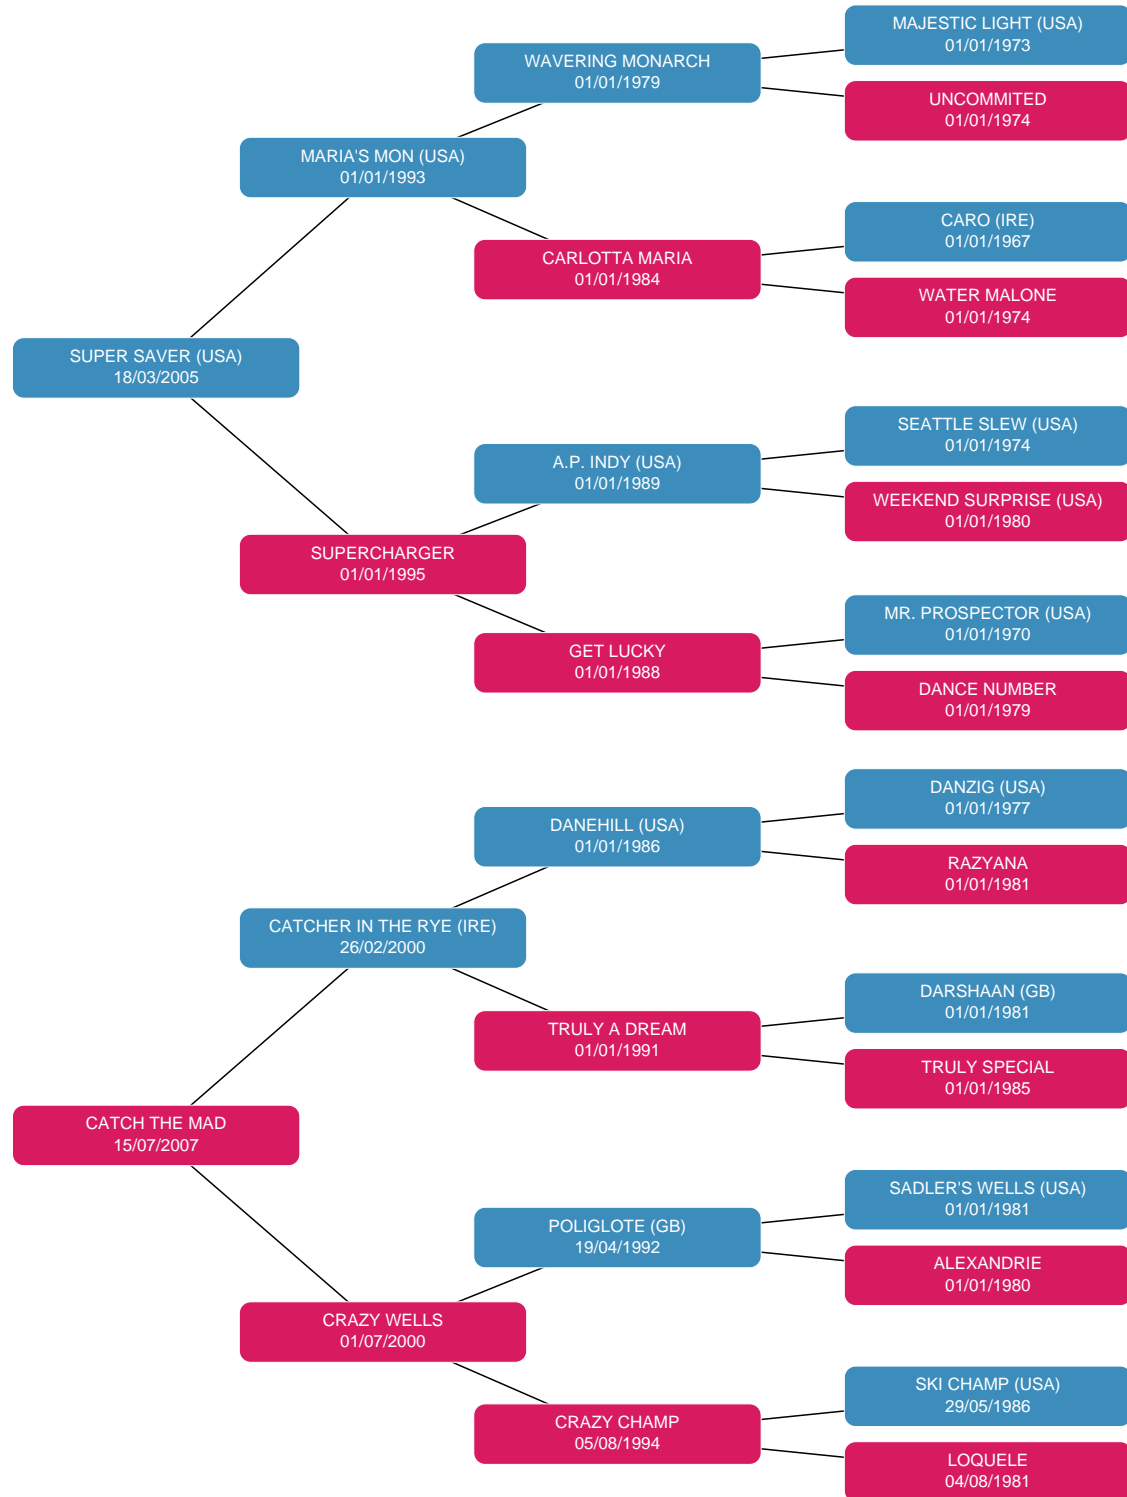 MAJESTIC LIGHT (USA)
01/01/1973
WAVERING MONARCH
01/01/1979
UNCOMMITED
01/01/1974
MARIA'S MON (USA)
01/01/1993
CARO (IRE)
01/01/1967
CARLOTTA MARIA
01/01/1984
WATER MALONE
01/01/1974
SUPER SAVER (USA)
18/03/2005
SEATTLE SLEW (USA)
01/01/1974
A.P. INDY (USA)
01/01/1989
WEEKEND SURPRISE (USA)
01/01/1980
SUPERCHARGER
01/01/1995
MR. PROSPECTOR (USA)
01/01/1970
GET LUCKY
01/01/1988
DANCE NUMBER
01/01/1979
DANZIG (USA)
01/01/1977
DANEHILL (USA)
01/01/1986
RAZYANA
01/01/1981
CATCHER IN THE RYE (IRE)
26/02/2000
DARSHAAN (GB)
01/01/1981
TRULY A DREAM
01/01/1991
TRULY SPECIAL
01/01/1985
CATCH THE MAD
15/07/2007
SADLER'S WELLS (USA)
01/01/1981
POLIGLOTE (GB)
19/04/1992
ALEXANDRIE
01/01/1980
CRAZY WELLS
01/07/2000
SKI CHAMP (USA)
29/05/1986
CRAZY CHAMP
05/08/1994
LOQUELE
04/08/1981